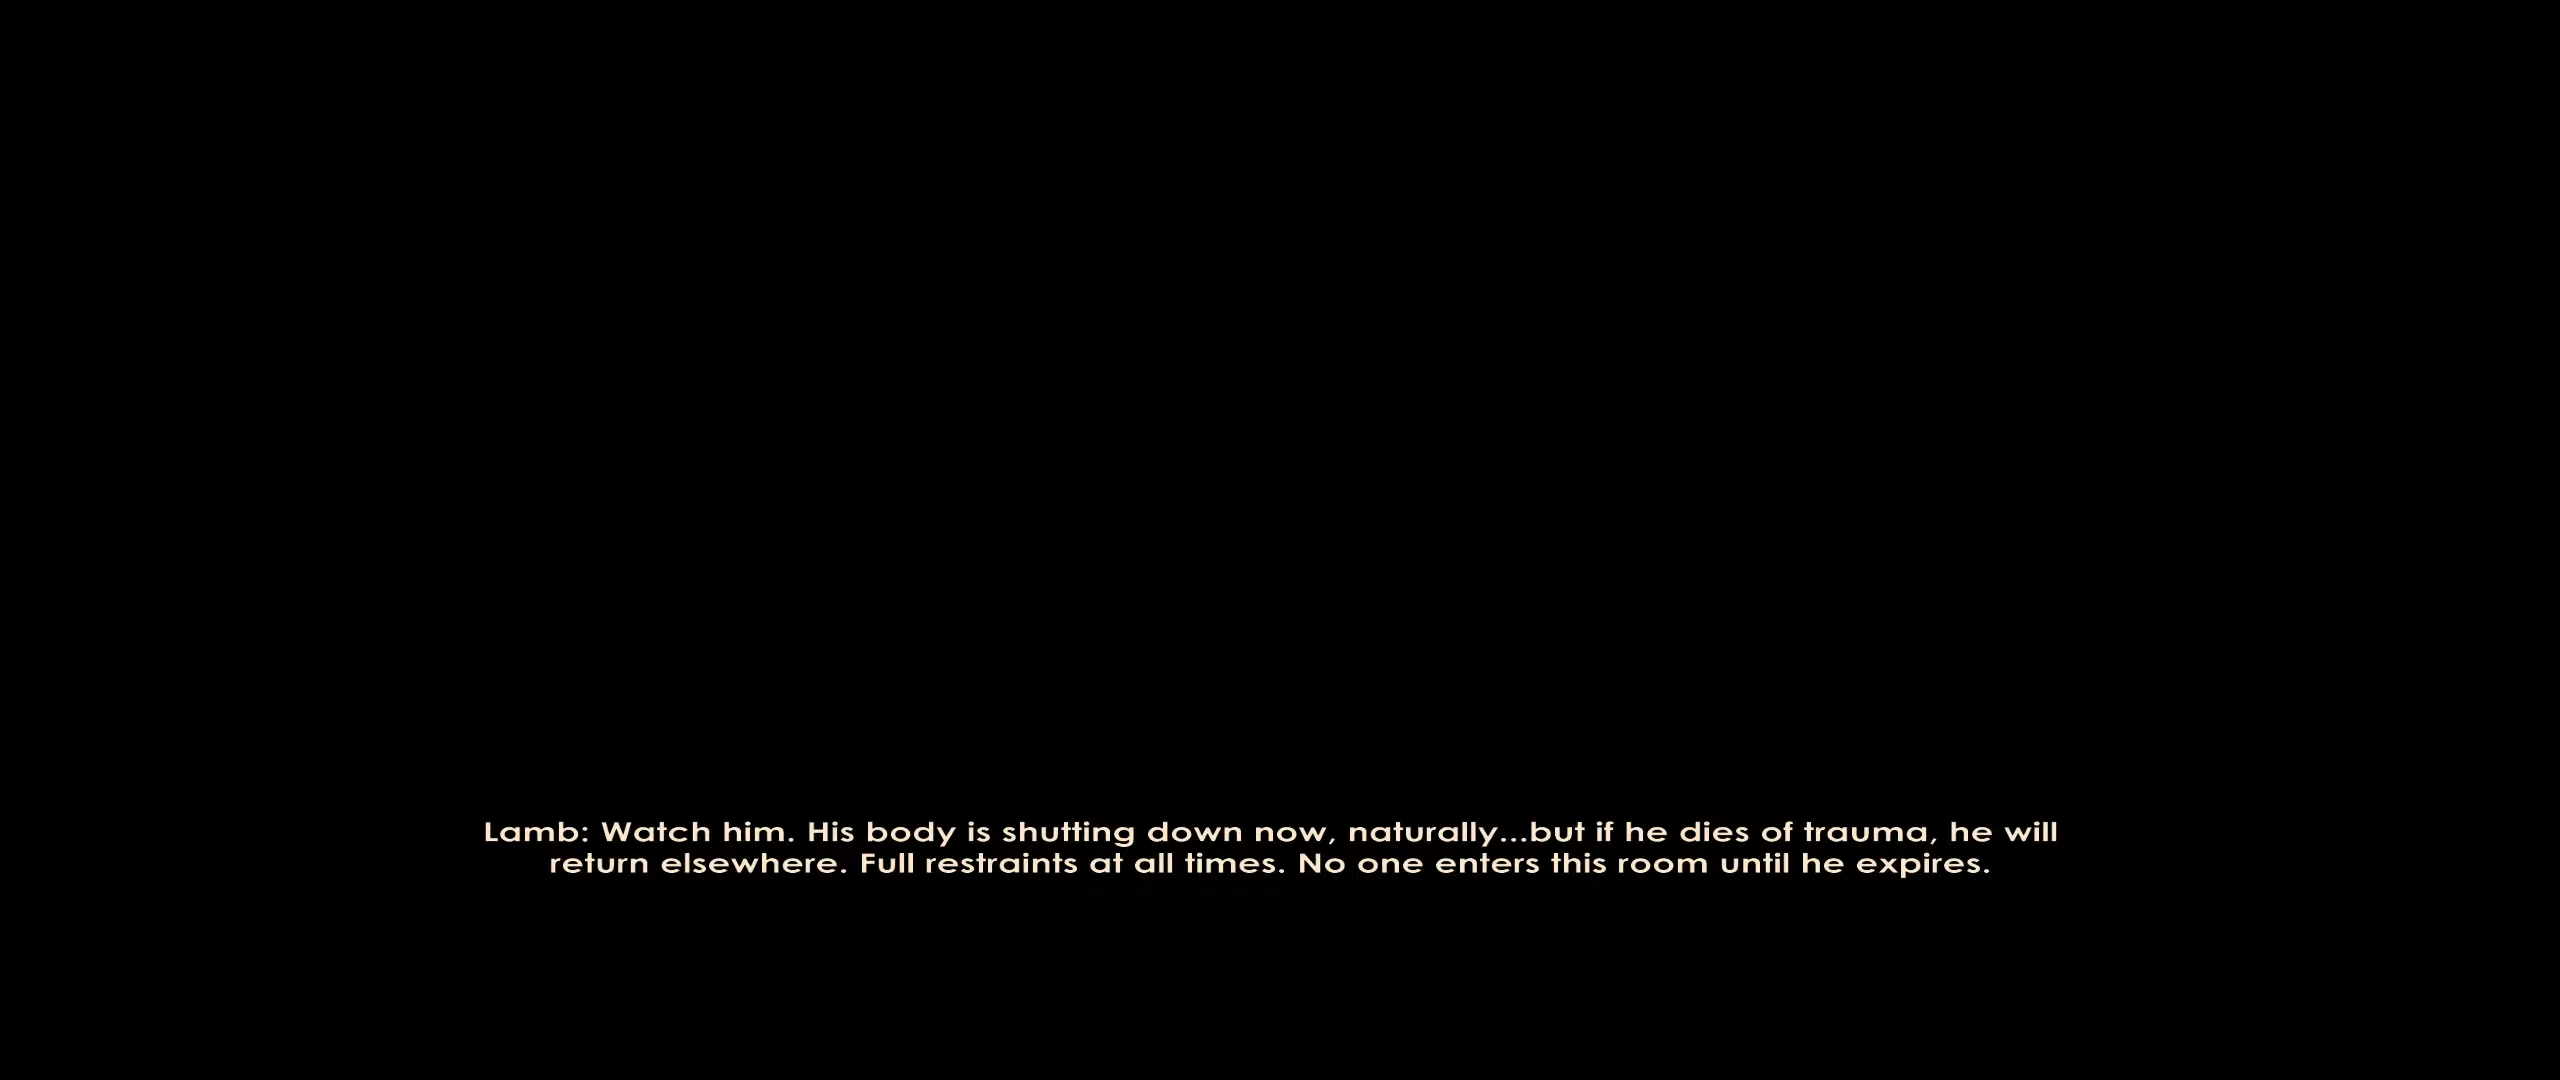 Lamb: Watch him. His body is shutting down now, naturally...but if he dies of trauma, he will
return elsewhere. Full restraints at all times. No one enters this room until he expires.